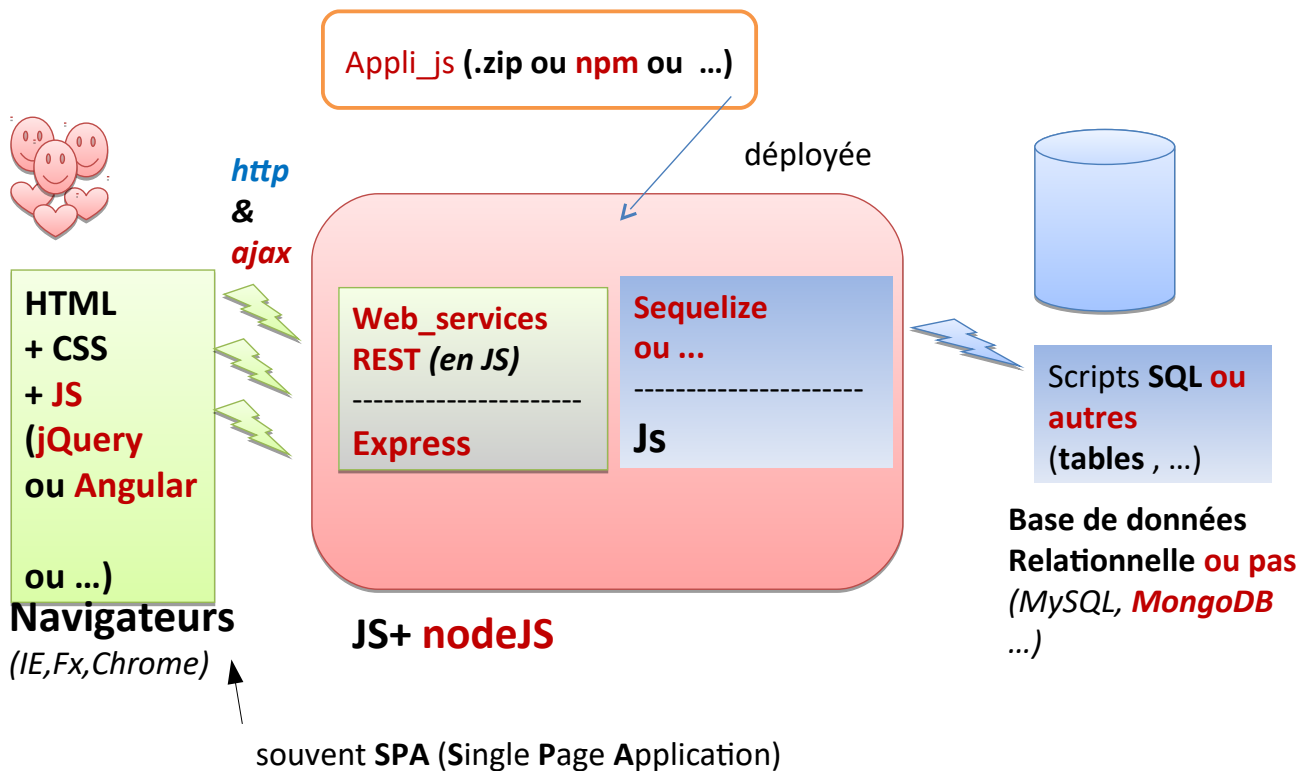 Appli_js (.zip ou npm ou ...)
déployée
http
&
ajax
HTML
+ CSS
+ JS
(jQuery
ou Angular
ou ...)
Navigateurs
(IE,Fx,Chrome)
Web_services
REST (en JS)
----------------------
Express
Sequelize
ou ...
----------------------
Js
JS+ nodeJS
Scripts SQL ou
autres
(tables , ...)
Base de données
Relationnelle ou pas
(MySQL, MongoDB
...)
souvent SPA (Single Page Application)